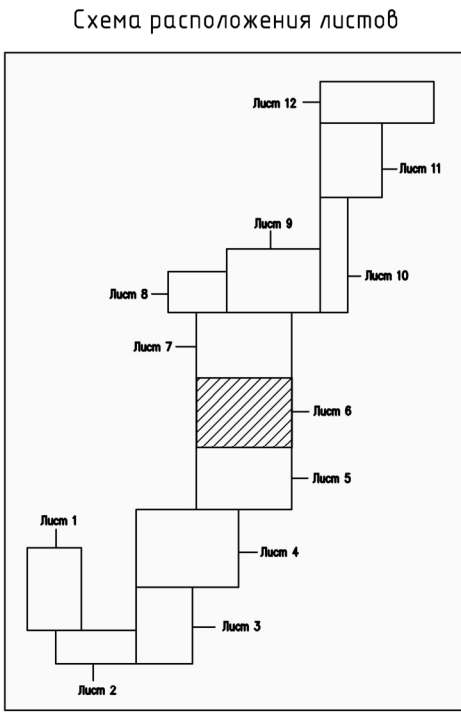 Схема расположения листов
Лист 12
Лист 11
Лист 9
Лист 10
Лист 8
Лист 7
Лист 6
Лист 5
Лист 1
Лист 4
Лист 3
Лист 2